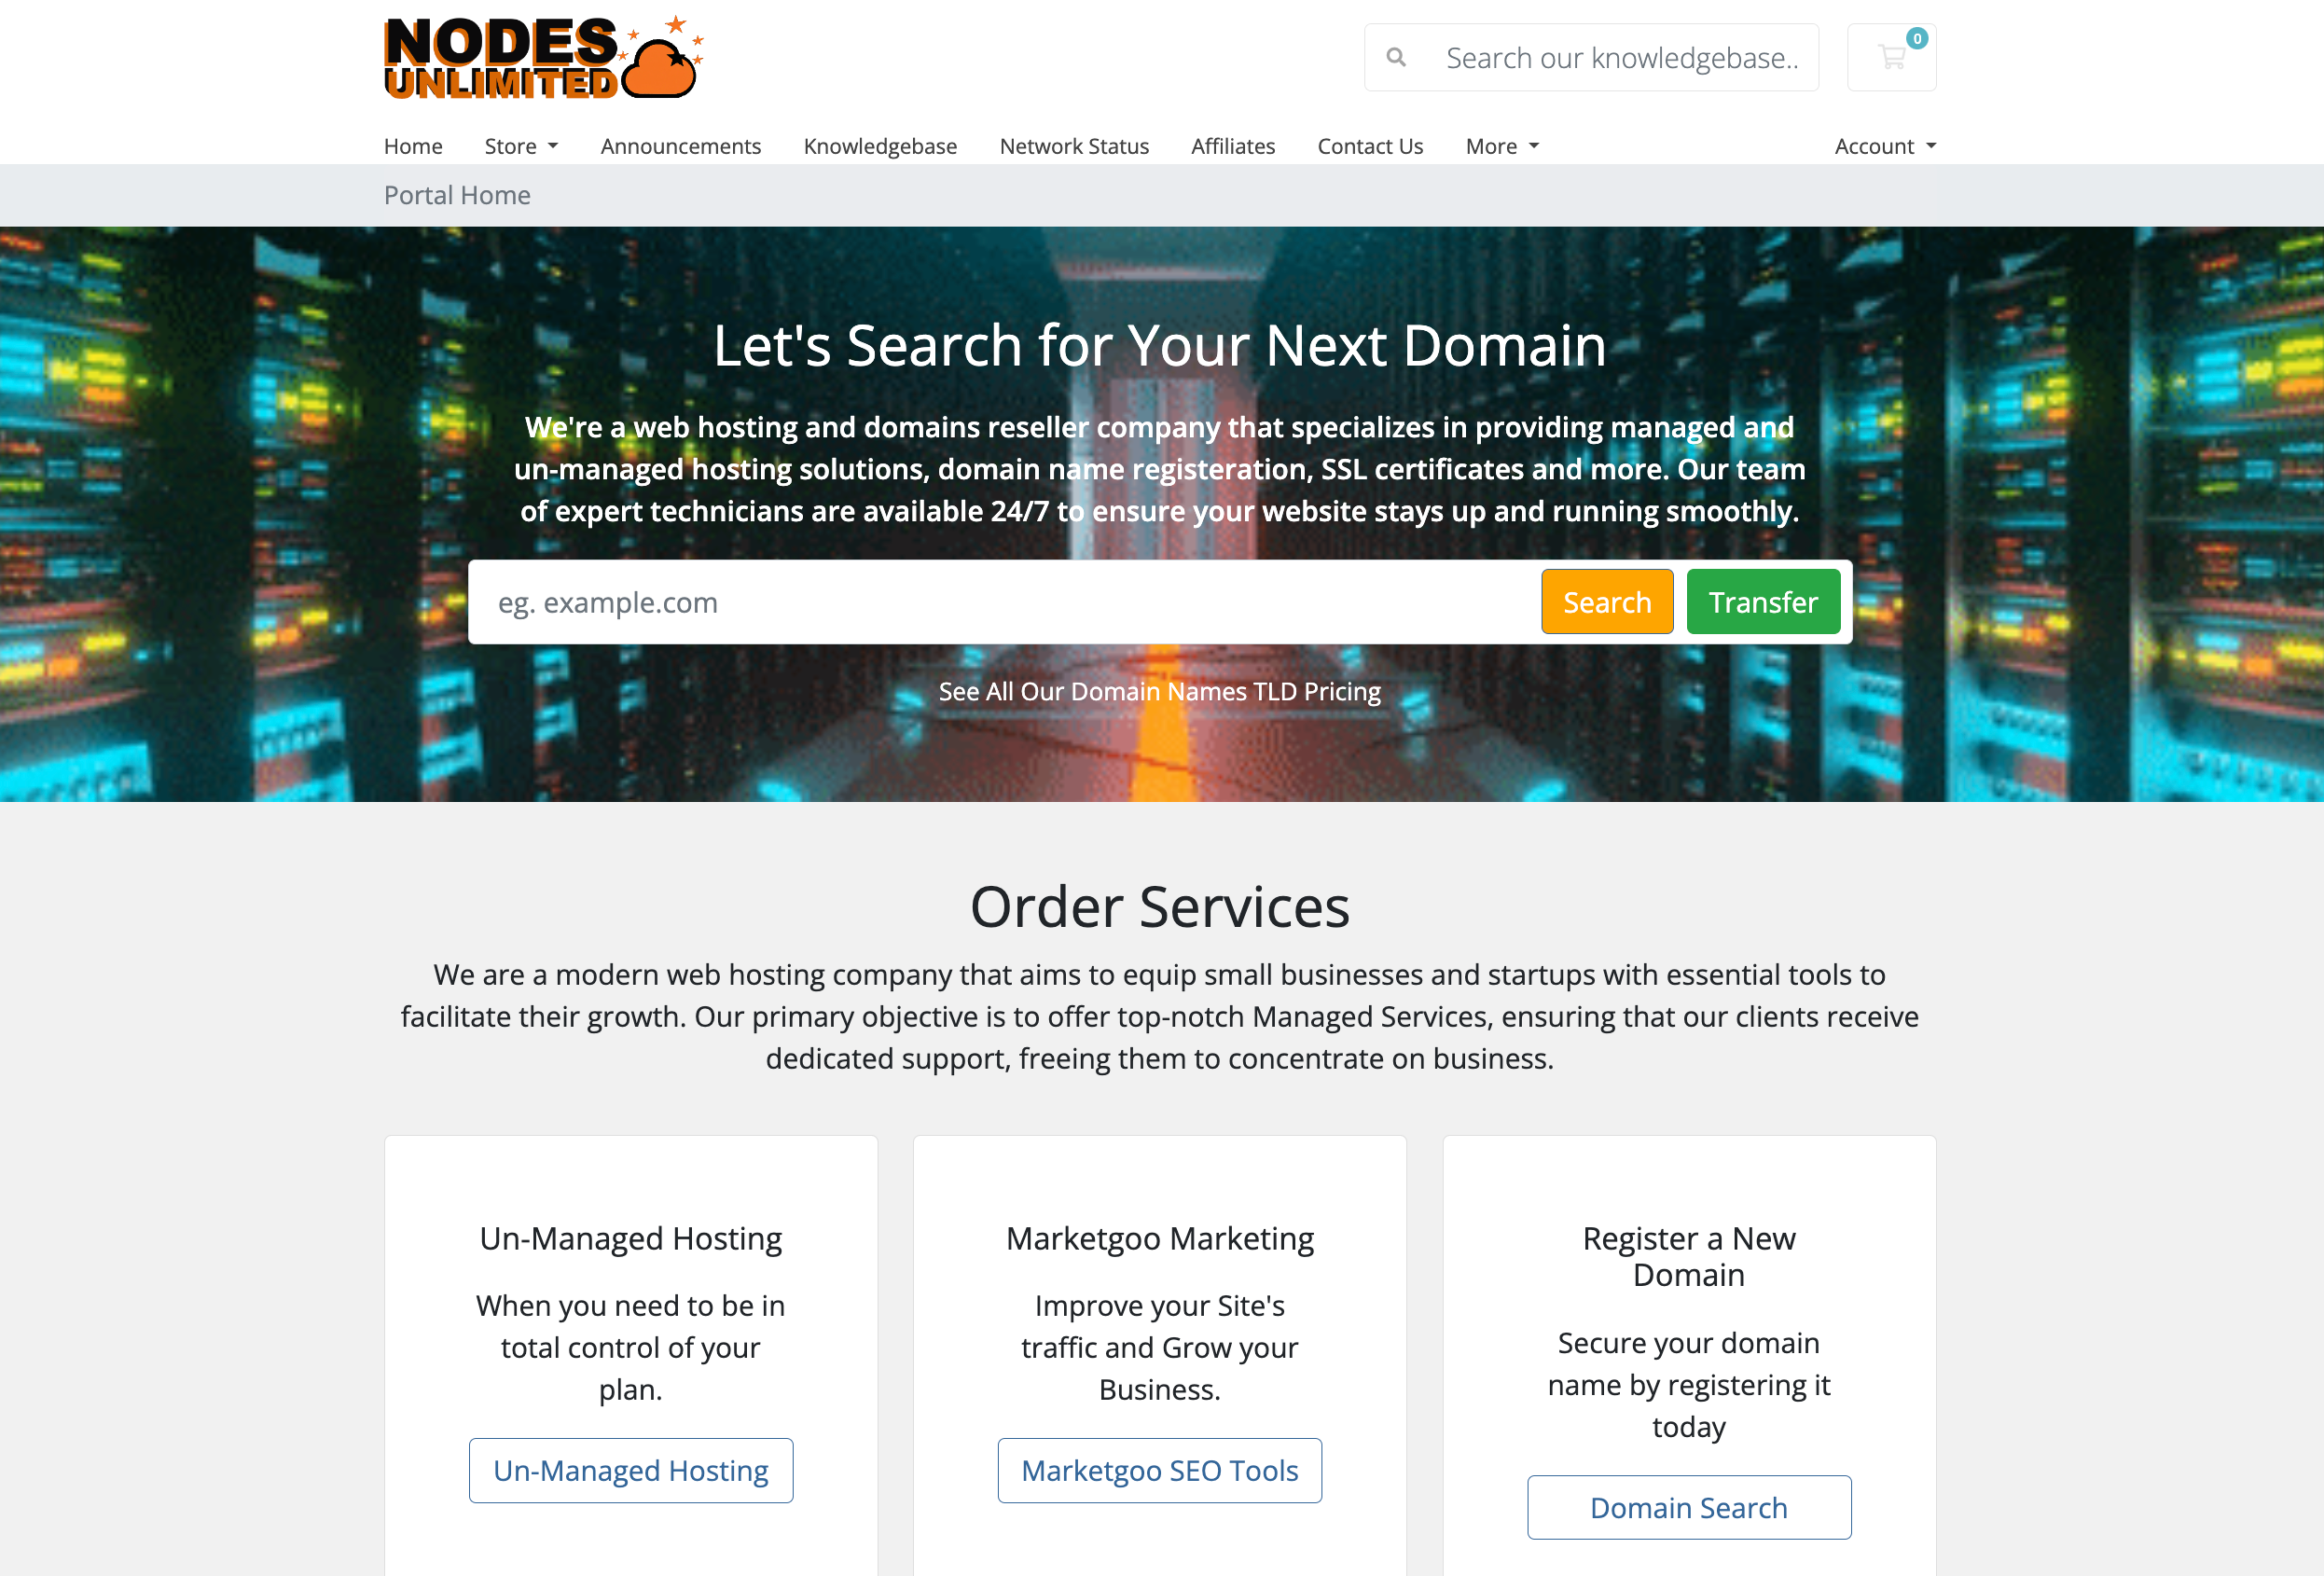 NODES
UNLIMITED
Search our knowledgebase..
0
Home Store Announcements Knowledgebase Network Status Affiliates Contact Us More Account
Portal Home
Let's Search for Your Next Domain
We're a web hosting and domains reseller company that specializes in providing managed and
un-managed hosting solutions, domain name registeration, SSL certificates and more. Our team
of expert technicians are available 24/7 to ensure your website stays up and running smoothly.
eg. example.com Search Transfer
See All Our Domain Names TLD Pricing
Order Services
We are a modern web hosting company that aims to equip small businesses and startups with essential tools to
facilitate their growth. Our primary objective is to offer top-notch Managed Services, ensuring that our clients receive
dedicated support, freeing them to concentrate on business.
Un-Managed Hosting
When you need to be in
total control of your
plan.
Un-Managed Hosting
Marketgoo Marketing
Improve your Site's
traffic and Grow your
Business.
Marketgoo SEO Tools
Register a New
Domain
Secure your domain
name by registering it
today
Domain Search